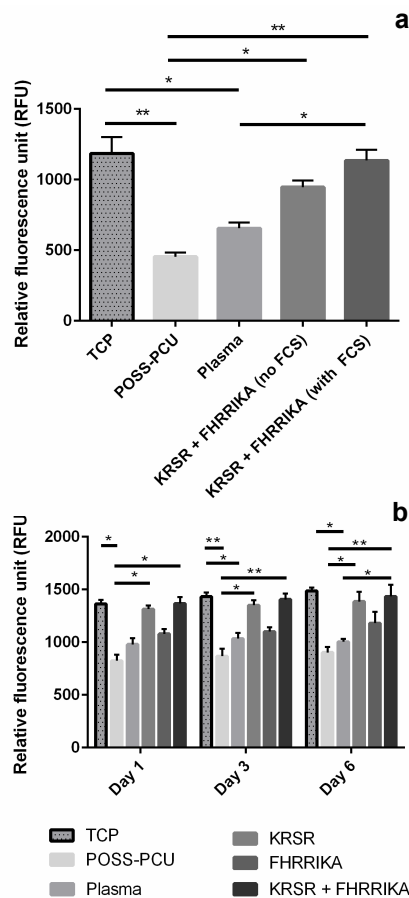 a
**
*
*
**
*
Relative fluorescence unit (RFU)
1500
1000
500
0
TCP
POSS-PCU
Plasma
KRSR + FHRRIKA (no FCS)
KRSR + FHRRIKA (with FCS)
b
Relative fluorescence unit (RFU
2000
1500
1000
500
0
*
*
*
**
*
**
*
*
**
*
*
Day 1
Day 3
Day 6
TCP
POSS-PCU
Plasma
KRSR
FHRRIKA
KRSR + FHRRIKA